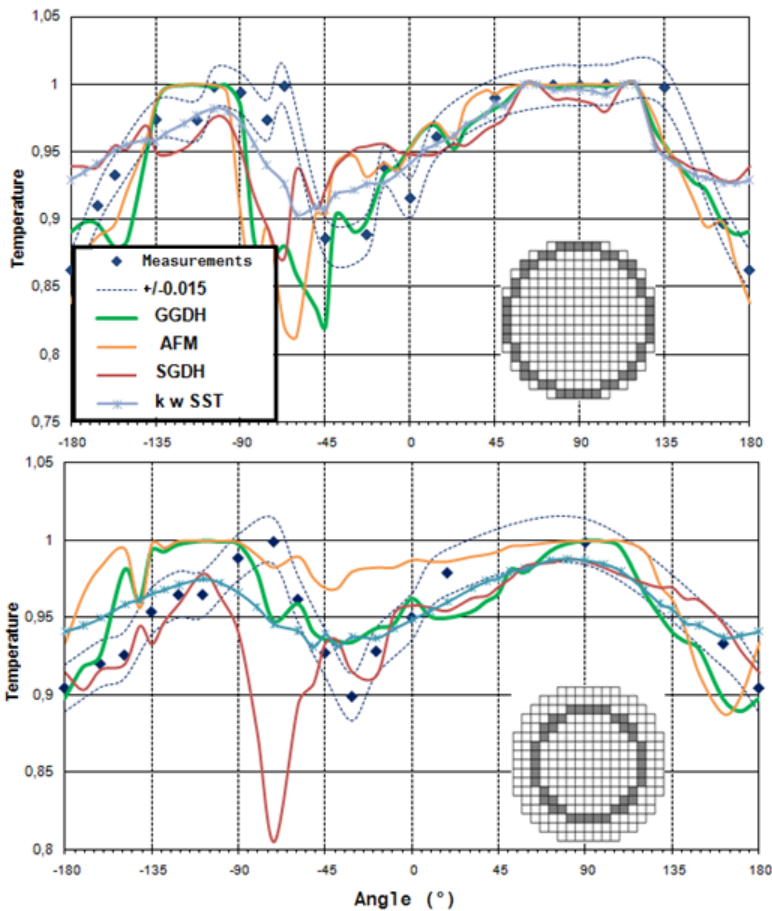 1,05
1
0,95
0,9
0,85
0,8
0,75
Temperature
Measurements
+/-0.015
GGDH
AFM
SGDH
k w SST
-180 -135 -90 -45 0 45 90 135 180
1,05
1
0,95
0,9
0,85
0,8
Temperature
-180 -135 -90 -45 0 45 90 135 180
Angle (°)